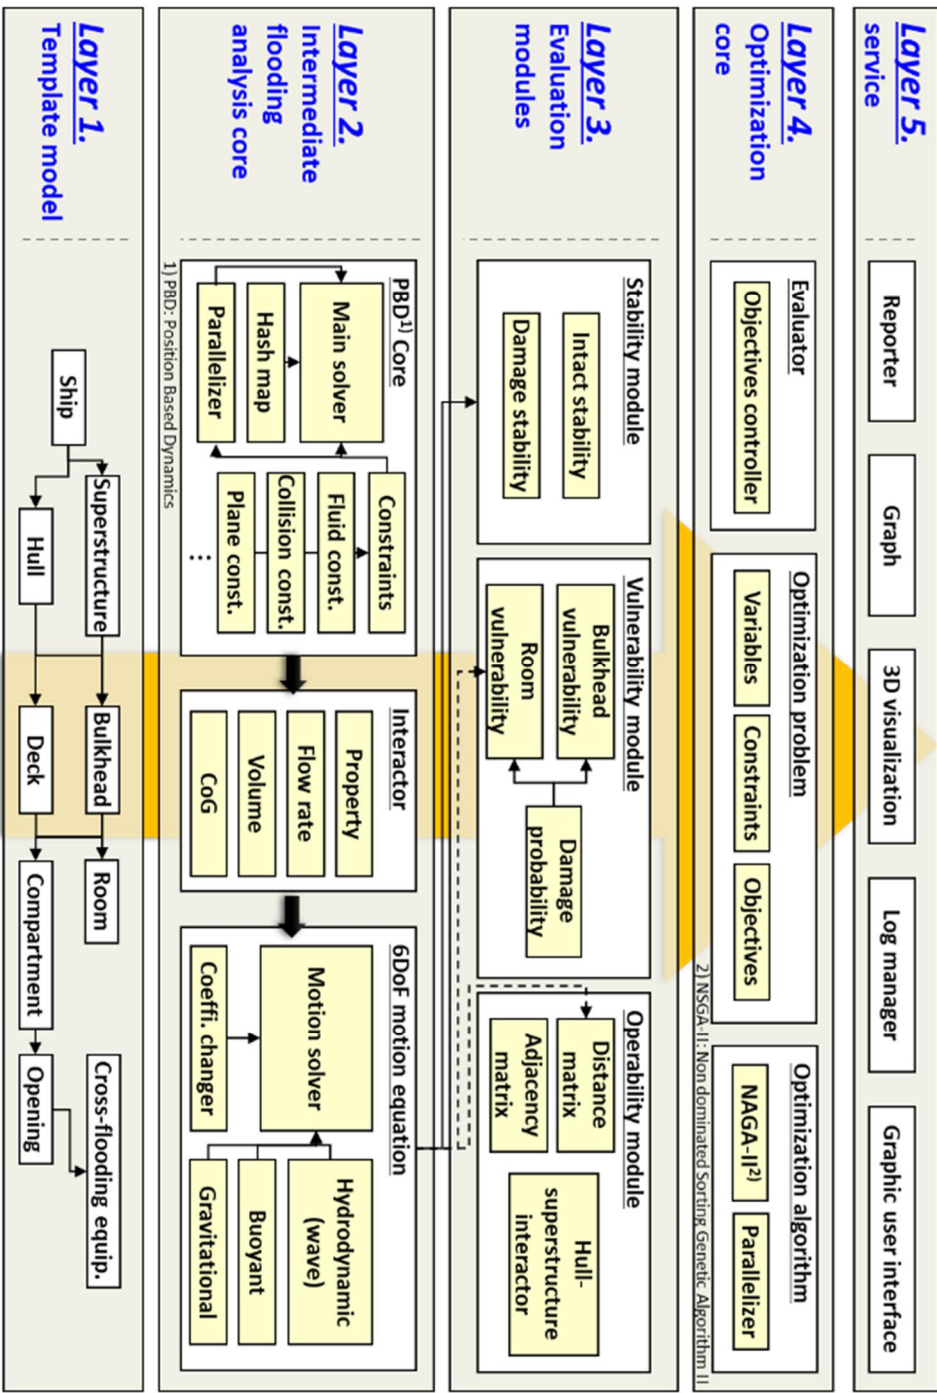 Layer 5.
service
Reporter
Graph
3D visualization
Log manager
Graphic user interface
Layer 4.
Optimization
core
Evaluator
Objectives controller
Optimization problem
Variables
Constraints
Objectives
Optimization algorithm
NAGA-II2)
Parallelizer
2) NSGA-II: Non dominated Sorting Genetic Algorithm II
Layer 3.
Evaluation
modules
Stability module
Intact stability
Damage stability
Vulnerability module
Bulkhead
vulnerability
Room
vulnerability
Damage
probability
Operability module
Distance
matrix
Adjacency
matrix
Hull-
superstructure
interactor
Layer 2.
Intermediate
flooding
analysis core
PBD1) Core
Main solver
Hash map
Parallelizer
Constraints
Fluid const.
Collision const.
Plane const.
...
Interactor
Property
Flow rate
Volume
CoG
6DoF motion equation
Motion solver
Coeffi. changer
Hydrodynamic
(wave)
Buoyant
Gravitational
1) PBD: Position Based Dynamics
Layer 1.
Template model
Ship
Superstructure
Hull
Bulkhead
Deck
Room
Compartment
Cross-flooding equip.
Opening